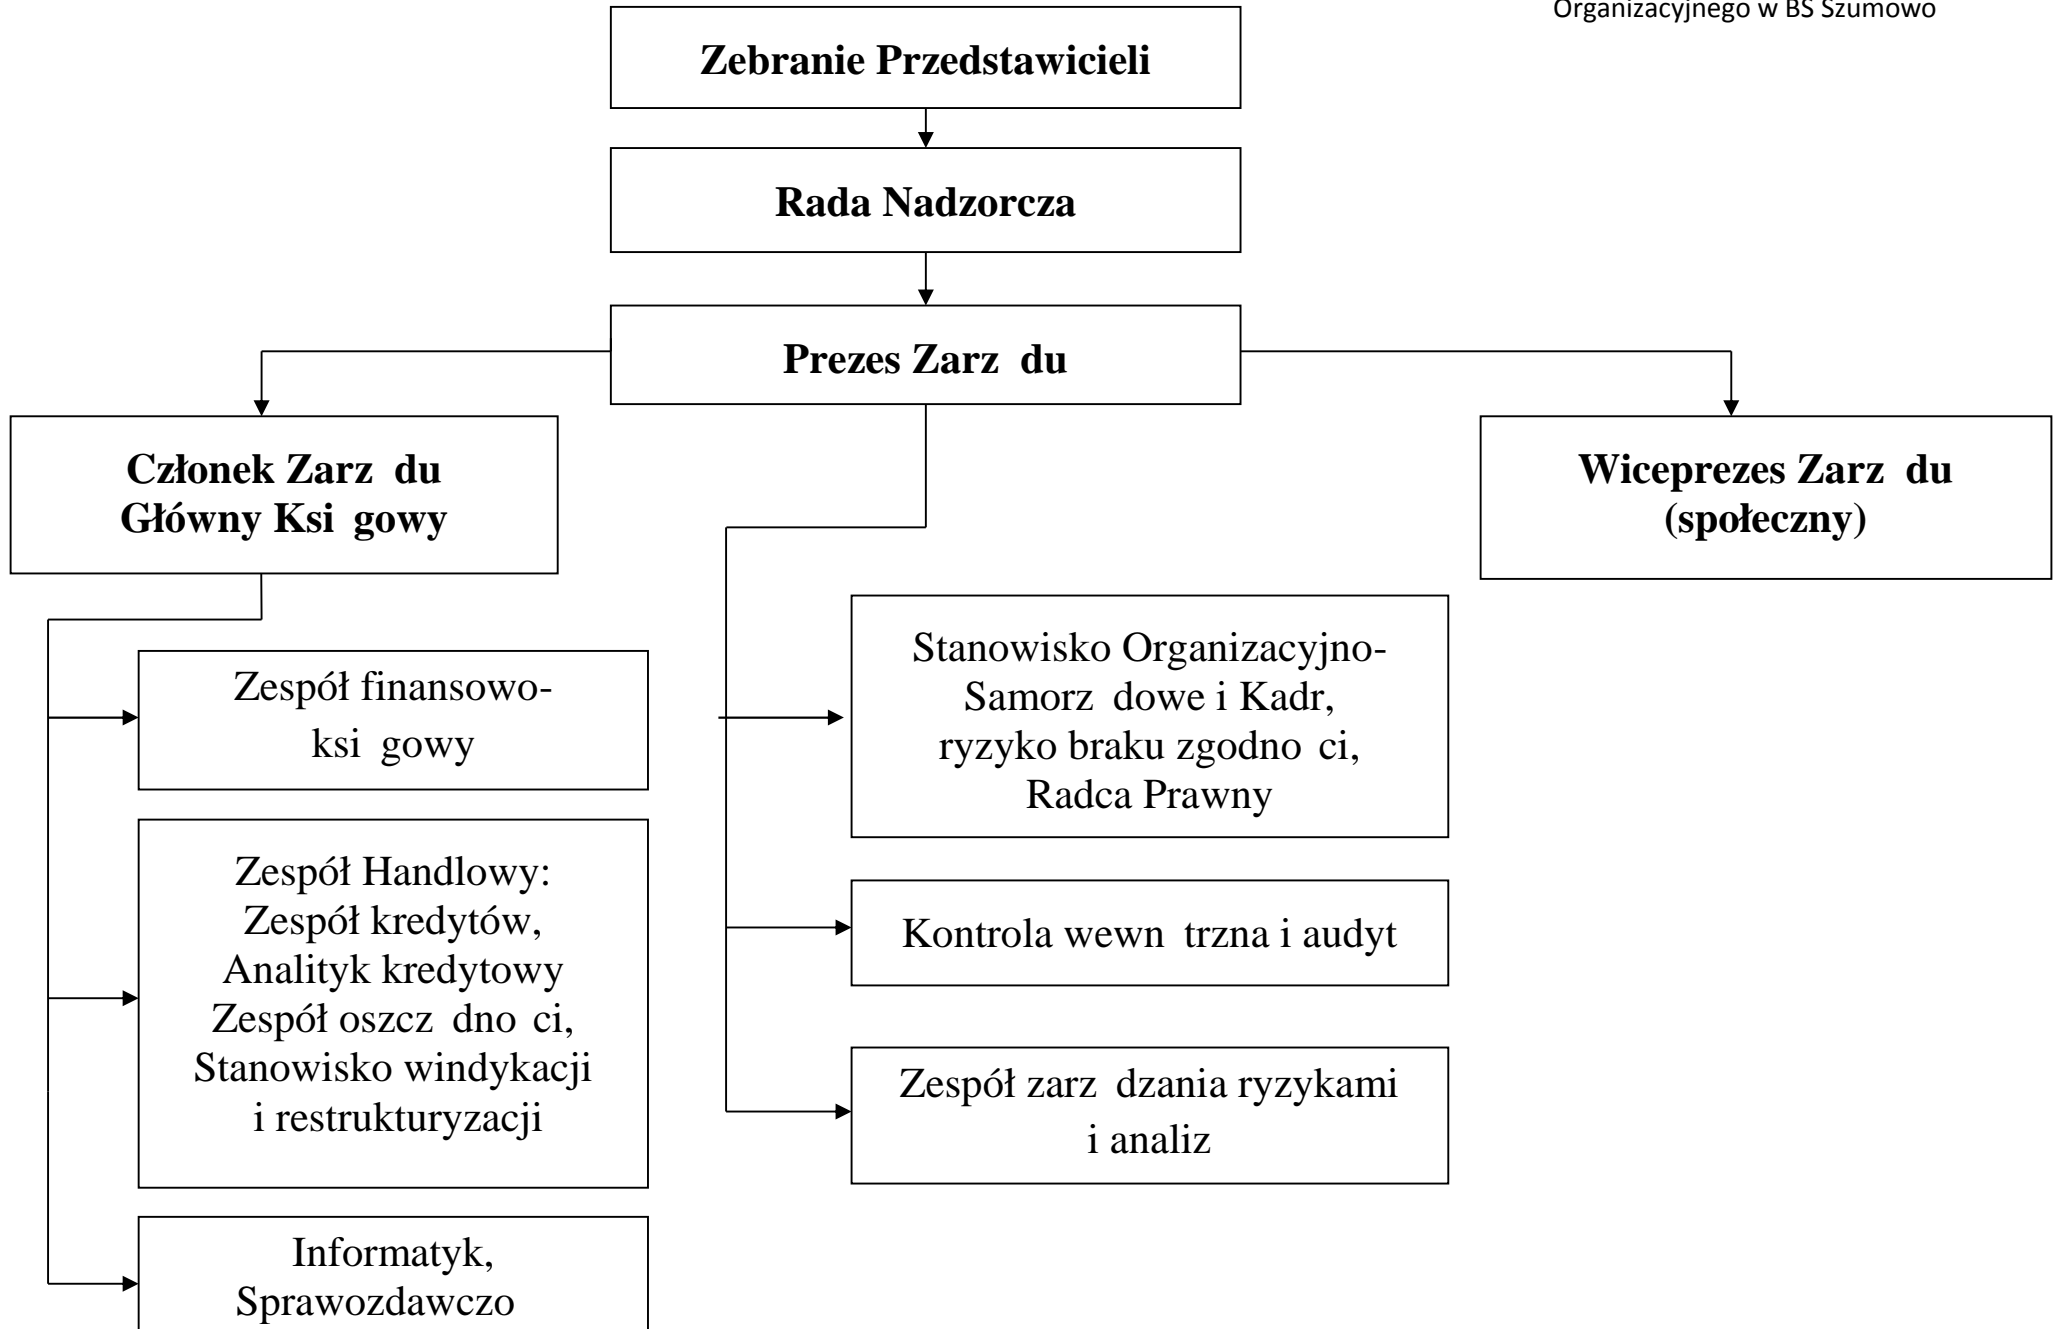 Organizacyjnego w BS Szumowo
Zebranie Przedstawicieli
Rada Nadzorcza
Prezes Zarz du
Członek Zarz du
Główny Ksi gowy
Wiceprezes Zarz du
(społeczny)
Zespół finansowo-
ksi gowy
Zespół Handlowy:
Zespół kredytów,
Analityk kredytowy
Zespół oszcz dno ci,
Stanowisko windykacji
i restrukturyzacji
Informatyk,
Sprawozdawczo
Stanowisko Organizacyjno-
Samorz dowe i Kadr,
ryzyko braku zgodno ci,
Radca Prawny
Kontrola wewn trzna i audyt
Zespół zarz dzania ryzykami
i analiz